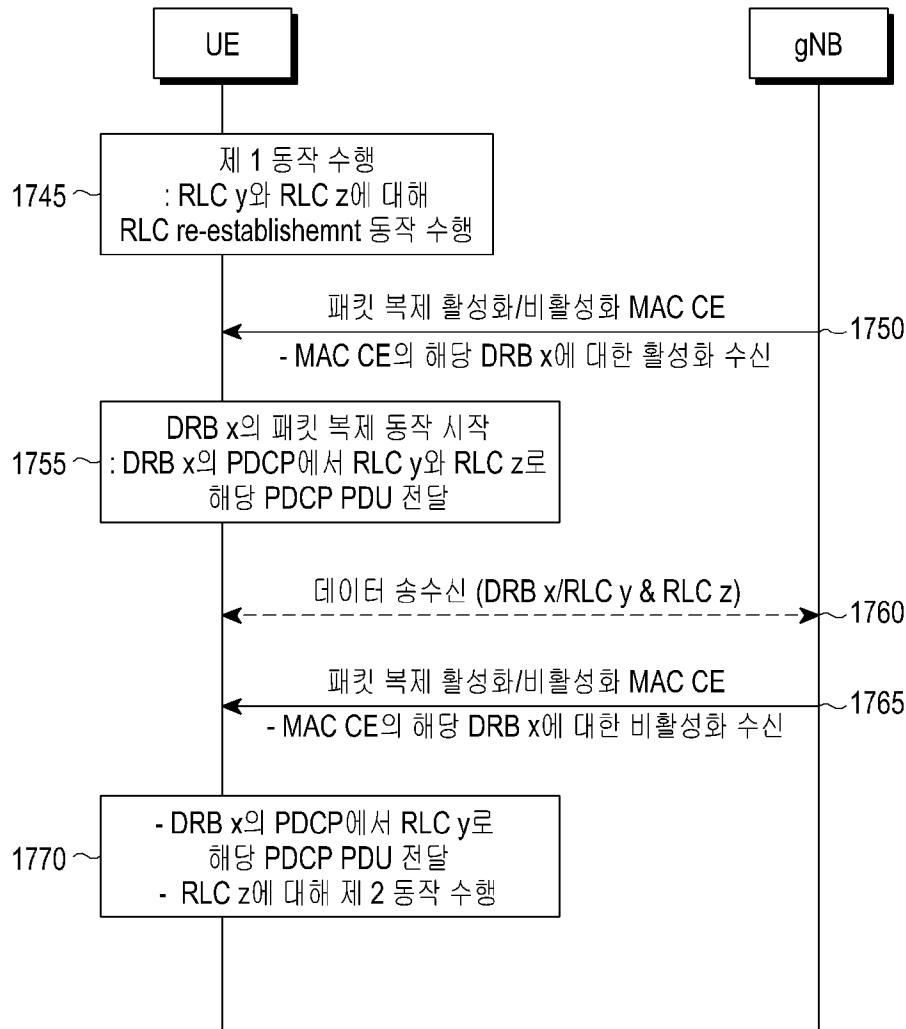 UE
gNB
제 1 동작 수행
: RLC y와 RLC z에 대해
RLC re-establishemnt 동작 수행
1745
패킷 복제 활성화/비활성화 MAC CE
1750
- MAC CE의 해당 DRB x에 대한 활성화 수신
DRB x의 패킷 복제 동작 시작
1755
: DRB x의 PDCP에서 RLC y와 RLC z로
해당 PDCP PDU 전달
데이터 송수신 (DRB x/RLC y & RLC z)
1760
패킷 복제 활성화/비활성화 MAC CE
1765
- MAC CE의 해당 DRB x에 대한 비활성화 수신
- DRB x의 PDCP에서 RLC y로
1770
해당 PDCP PDU 전달
- RLC z에 대해 제 2 동작 수행